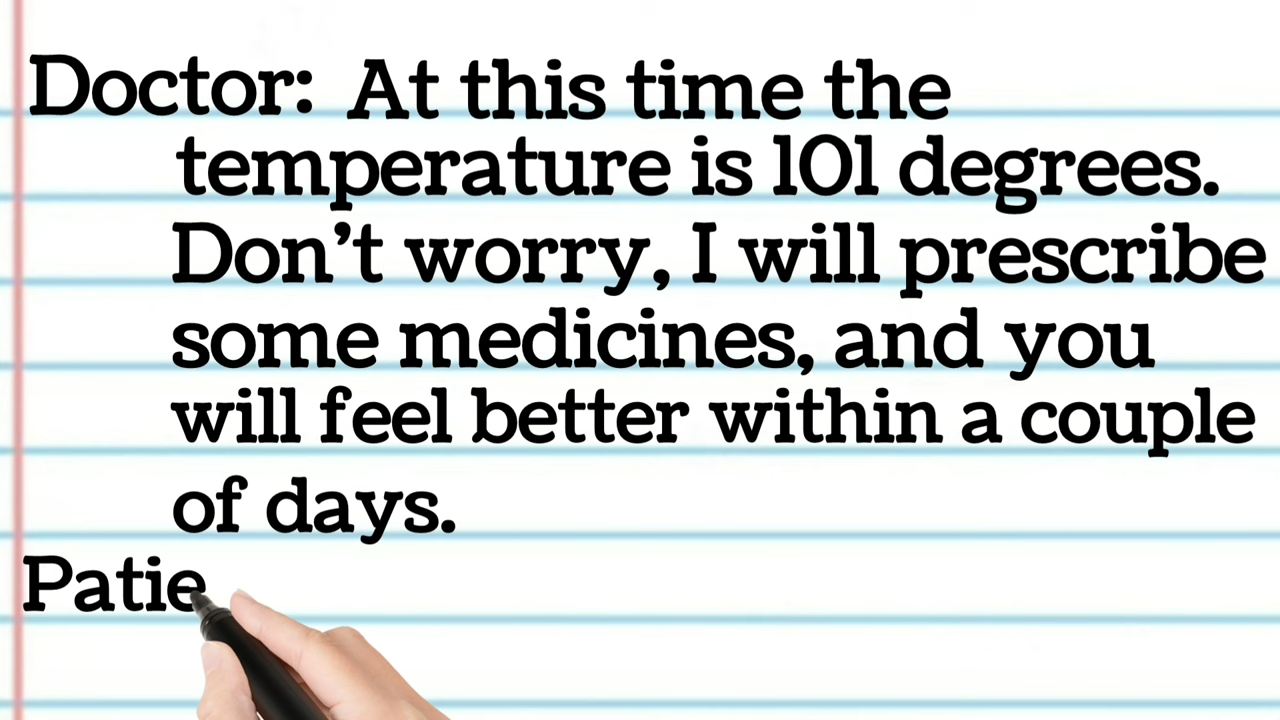 Doctor: At this time the
temperature is 101 degrees.
Don't worry, I will prescribe
some medicines, and you
will feel better within a couple
of days.
Patie